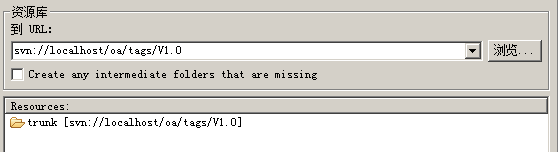 资源库
到 URL:
svn://localhost/oa/tags/V1.0
浏览...
Create any intermediate folders that are missing
Resources:
trunk [svn://localhost/oa/tags/V1.0]